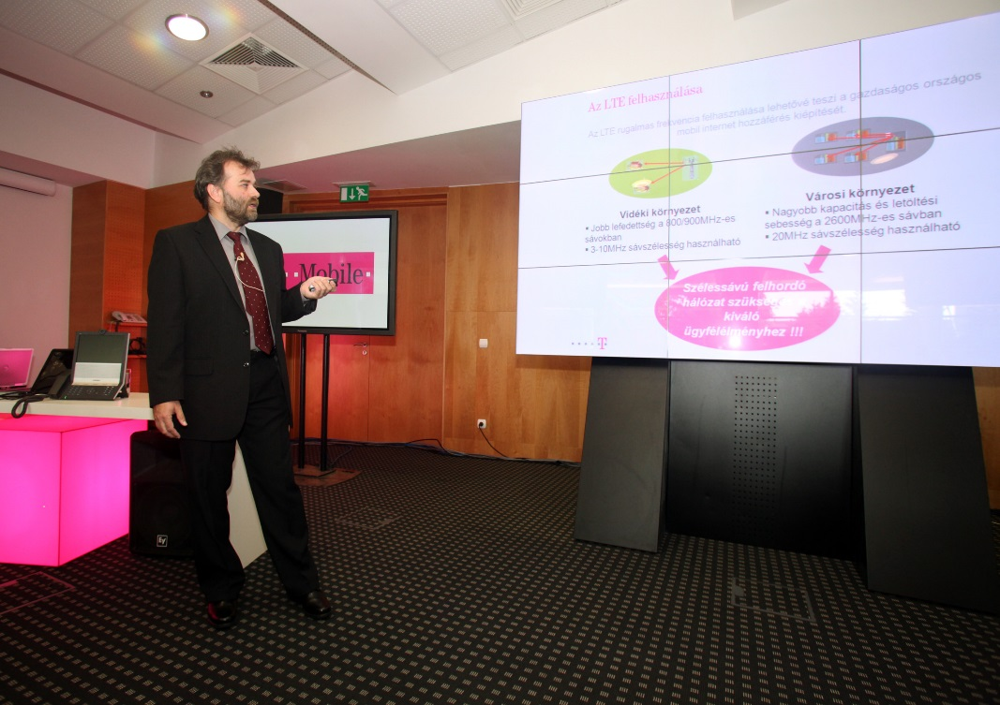 Az LTE felhasználása
Az LTE rugalmas frekvencia felhasználása lehetővé teszi a gazdaságos országos
mobil internet hozzáférés kiépítését.
Vidéki környezet
▪ Jobb lefedettség a 800/900MHz-es
sávokban
▪ 3-10MHz sávszélesség használható
Városi környezet
▪ Nagyobb kapacitás és letöltési
sebesség a 2600MHz-es sávban
▪ 20MHz sávszélesség használható
Szélessávú felhordó
hálózat
kiváló
ügyfélélményhez !!!
T
Mobile
EV